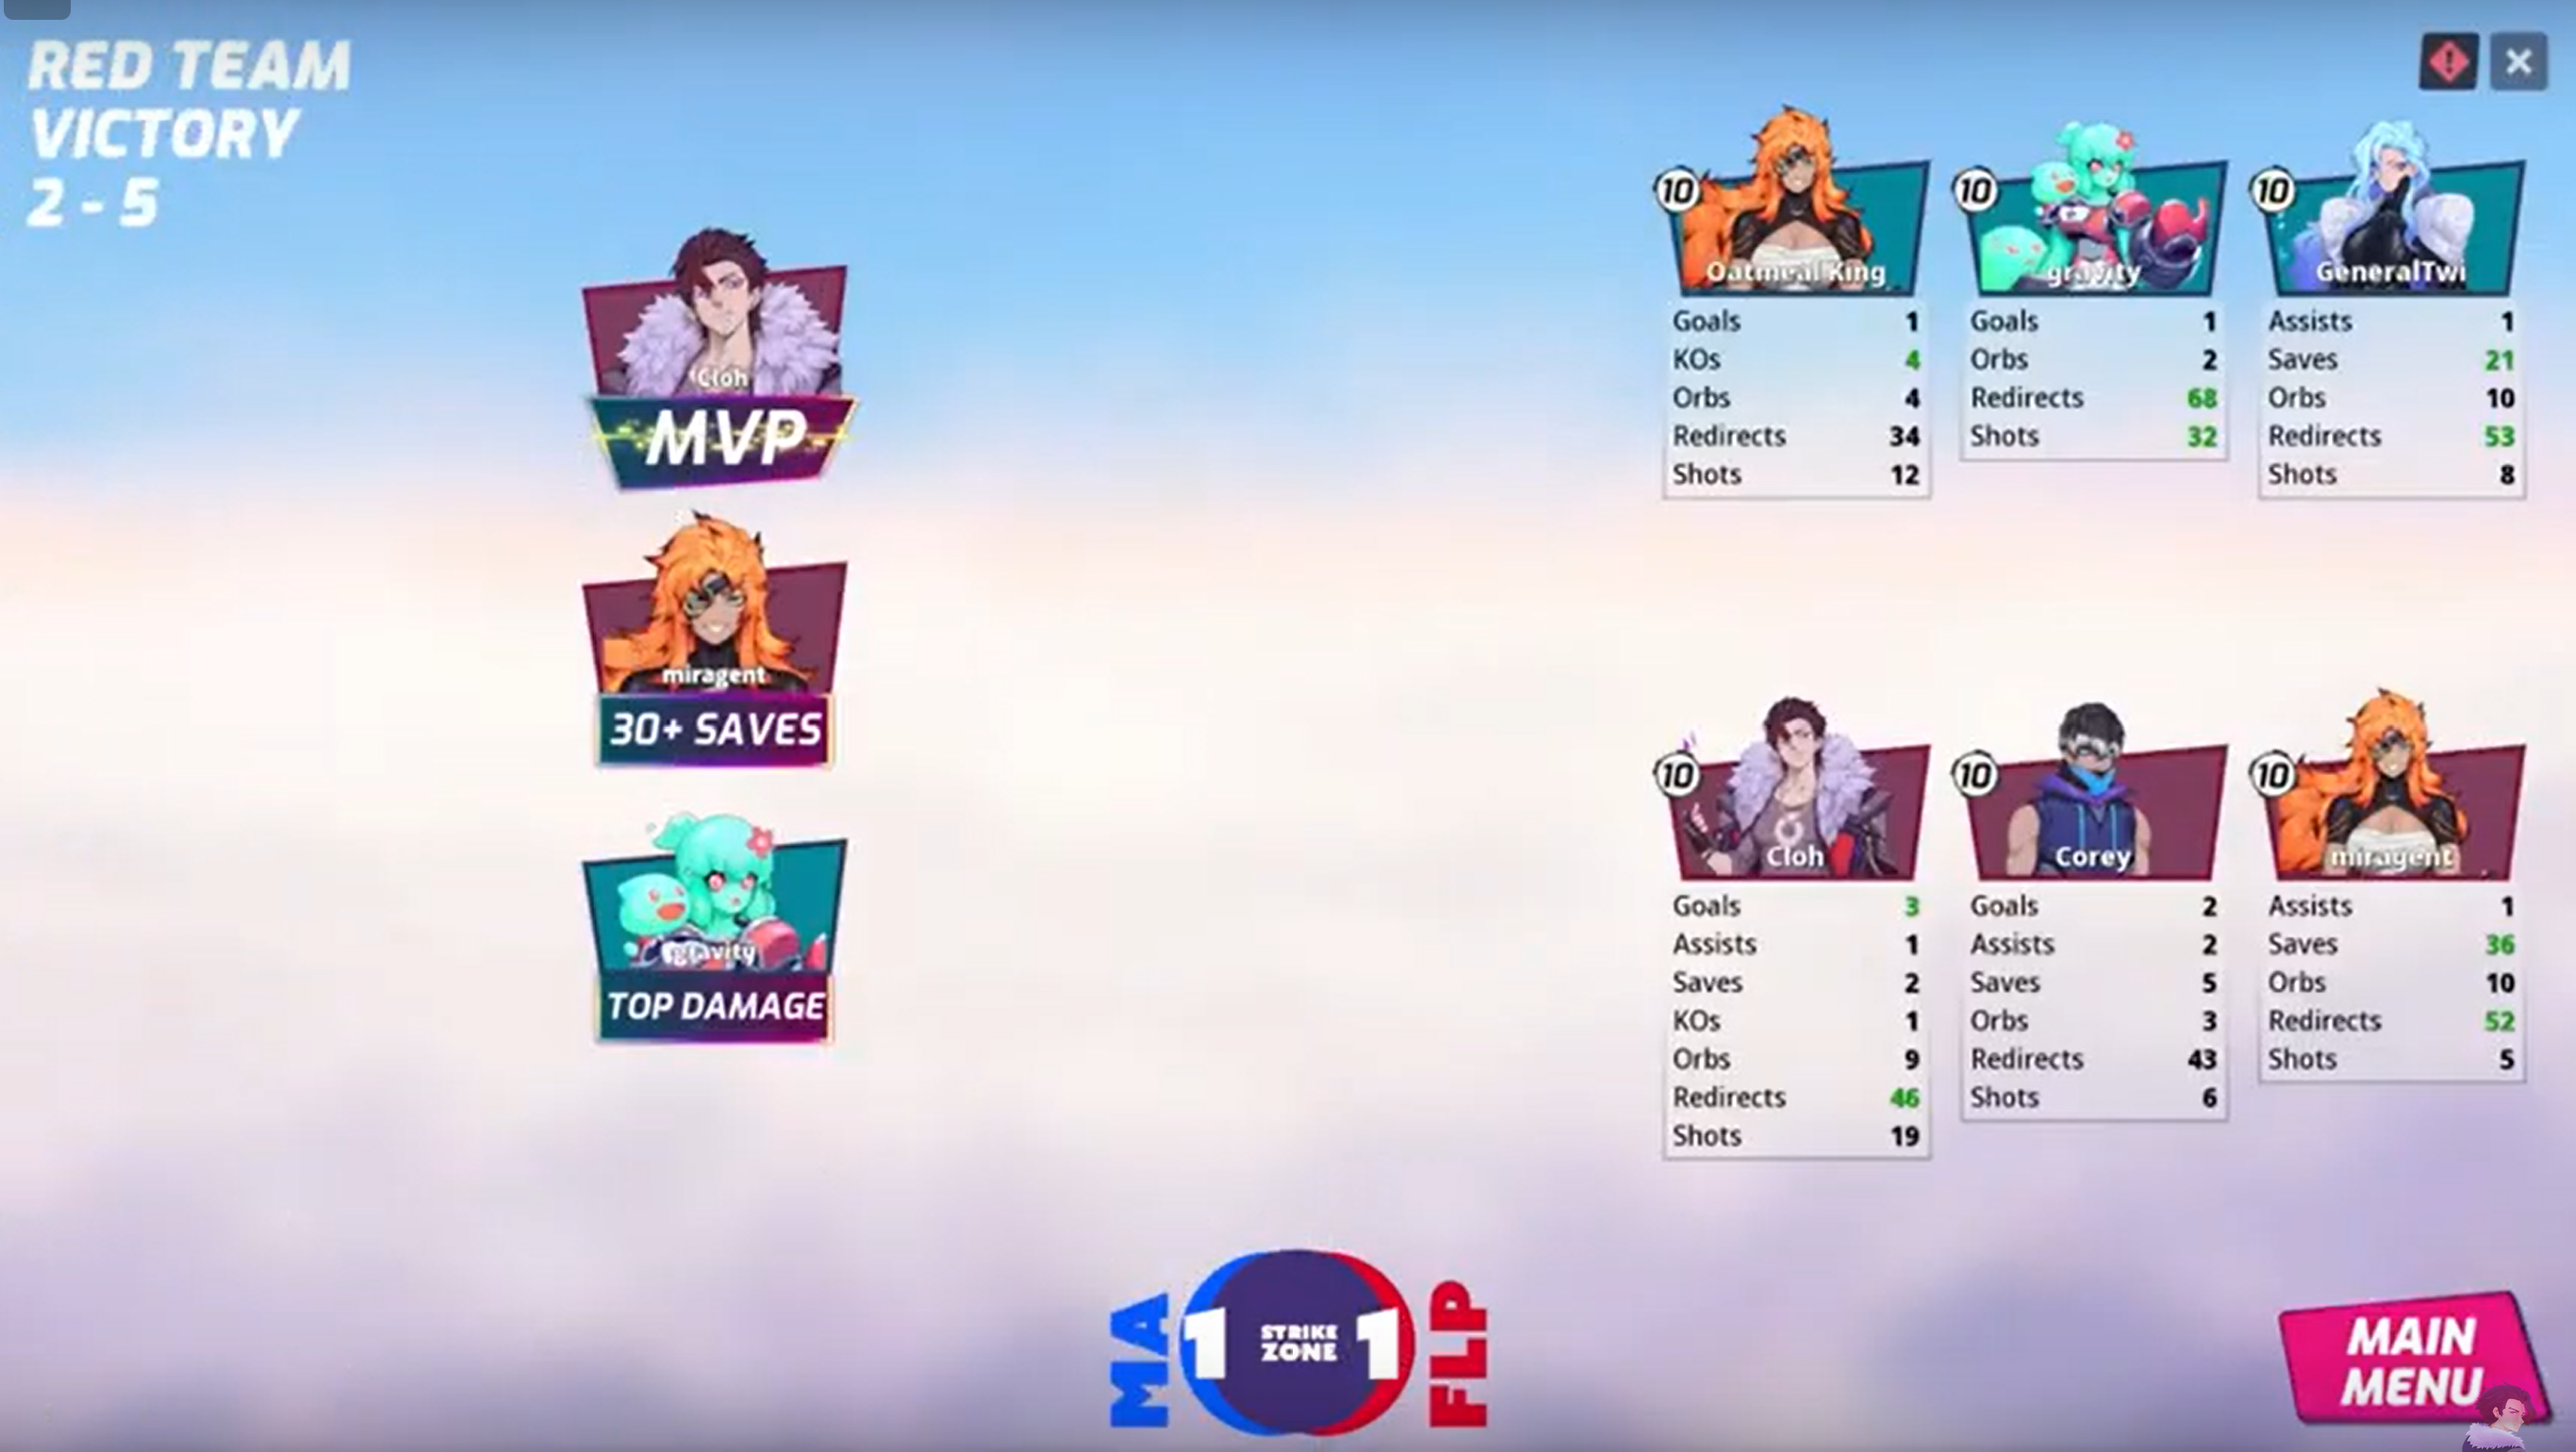 RED TEAM
VICTORY
2 - 5
Cloh
MVP
miragent
30+ SAVES
gravity
TOP DAMAGE
10
Oatmeal King
Goals 1
KOs 4
Orbs 4
Redirects 34
Shots 12
10
gravity
Goals 1
Orbs 2
Redirects 68
Shots 32
10
GeneralTwi
Assists 1
Saves 21
Orbs 10
Redirects 53
Shots 8
10
Cloh
Goals 3
Assists 1
Saves 2
KOs 1
Orbs 9
Redirects 46
Shots 19
10
Corey
Goals 2
Assists 2
Saves 5
Orbs 3
Redirects 43
Shots 6
10
miragent
Assists 1
Saves 36
Orbs 10
Redirects 52
Shots 5
MA
1
STRIKE
ZONE
1
FLP
MAIN
MENU